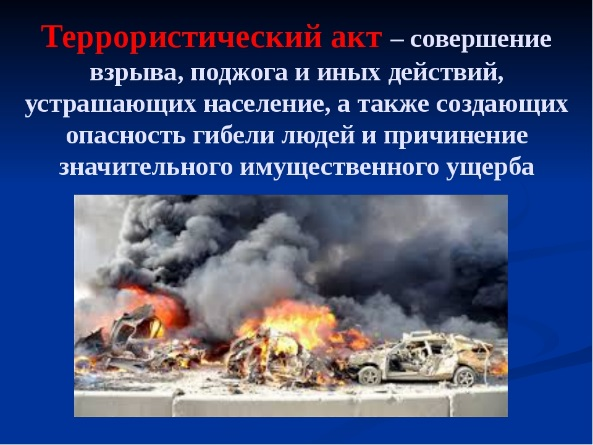 Террористический акт – совершение
взрыва, поджога и иных действий,
устрашающих население, а также создающих
опасность гибели людей и причинение
значительного имущественного ущерба